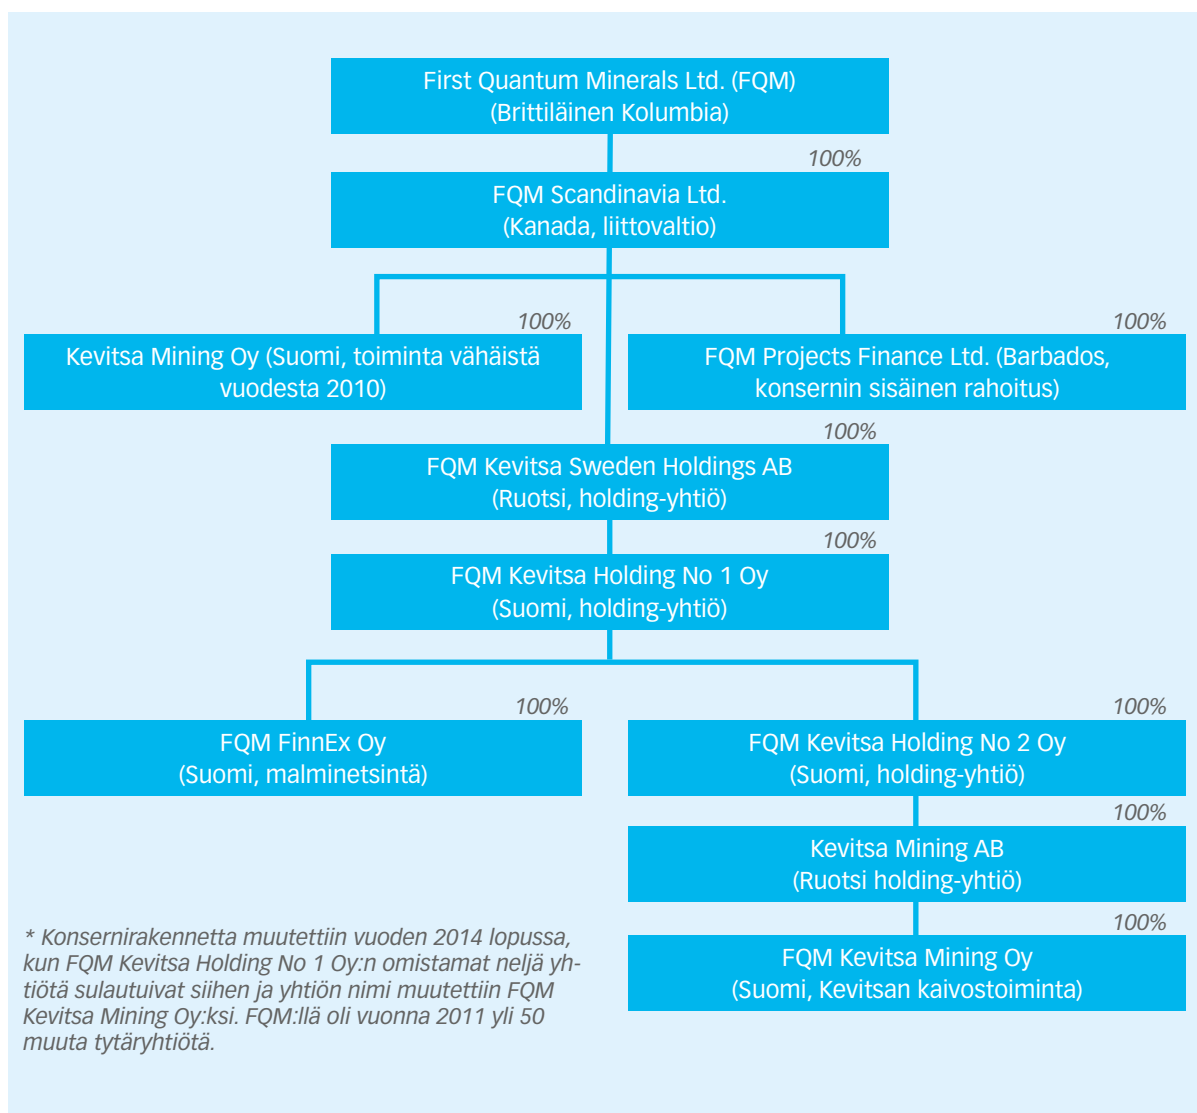 First Quantum Minerals Ltd. (FQM)
(Brittiläinen Kolumbia)
100%
FQM Scandinavia Ltd.
(Kanada, liittovaltio)
100%
Kevitsa Mining Oy (Suomi, toiminta vähäistä
vuodesta 2010)
100%
FQM Projects Finance Ltd. (Barbados,
konsernin sisäinen rahoitus)
100%
FQM Kevitsa Sweden Holdings AB
(Ruotsi, holding-yhtiö)
100%
FQM Kevitsa Holding No 1 Oy
(Suomi, holding-yhtiö)
100%
FQM FinnEx Oy
(Suomi, malminetsintä)
100%
FQM Kevitsa Holding No 2 Oy
(Suomi, holding-yhtiö)
100%
Kevitsa Mining AB
(Ruotsi holding-yhtiö)
100%
FQM Kevitsa Mining Oy
(Suomi, Kevitsan kaivostoiminta)
* Konsernirakennetta muutettiin vuoden 2014 lopussa,
kun FQM Kevitsa Holding No 1 Oy:n omistamat neljä yh-
tiötä sulautuivat siihen ja yhtiön nimi muutettiin FQM
Kevitsa Mining Oy:ksi. FQM:llä oli vuonna 2011 yli 50
muuta tytäryhtiötä.